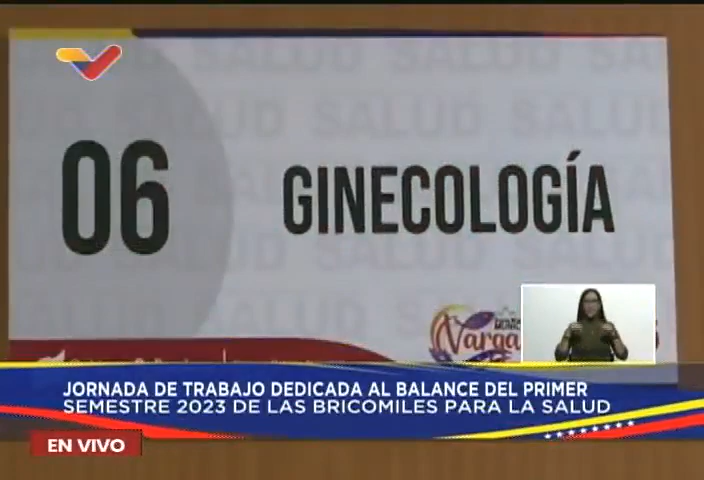 06
GINECOLOGÍA
Varga
JORNADA DE TRABAJO DEDICADA AL BALANCE DEL PRIMER
SEMESTRE 2023 DE LAS BRICOMILES PARA LA SALUD
EN VIVO